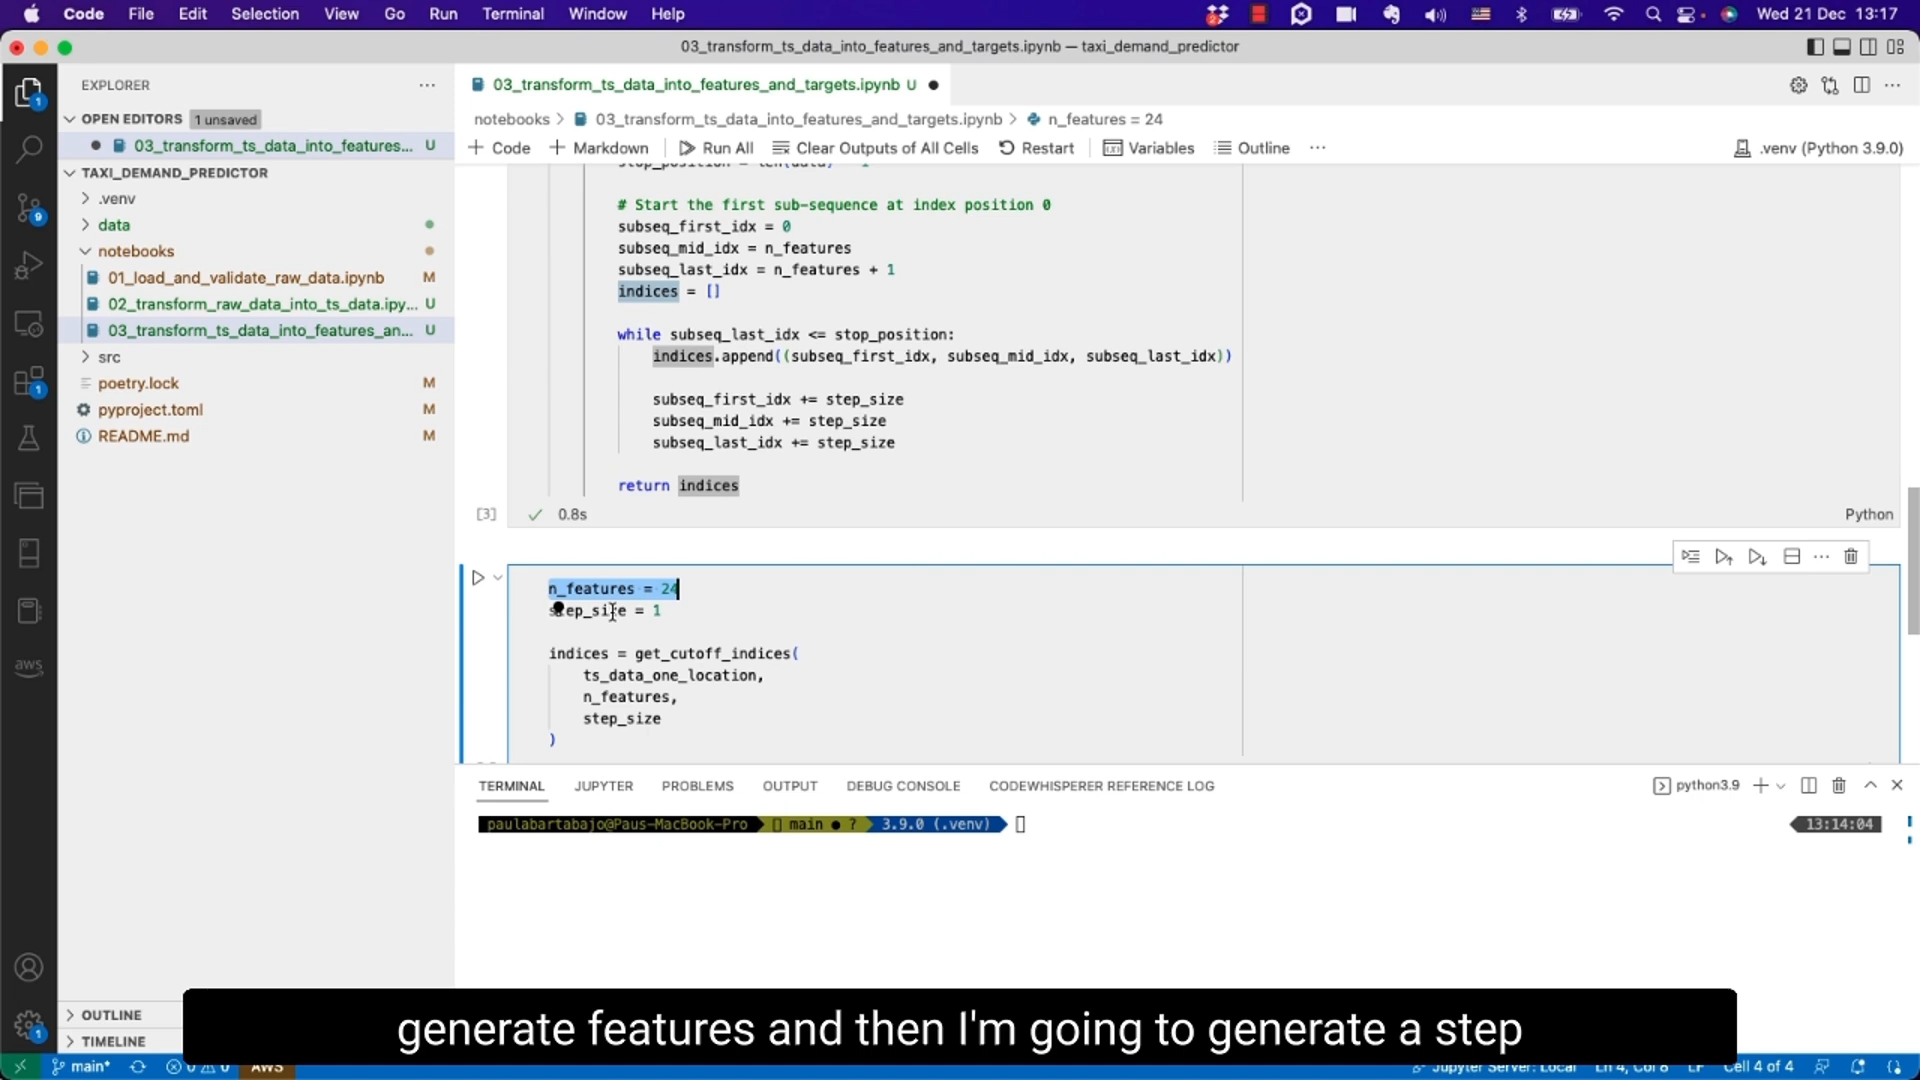 Code File Edit Selection View Go Run Terminal Window Help
Wed 21 Dec 13:17
03_transform_ts_data_into_features_and_targets.ipynb — taxi_demand_predictor
EXPLORER
OPEN EDITORS 1 unsaved
03_transform_ts_data_into_features... U
TAXI_DEMAND_PREDICTOR
.venv
data
notebooks
01_load_and_validate_raw_data.ipynb M
02_transform_raw_data_into_ts_data.ipy... U
03_transform_ts_data_into_features_an... U
src
poetry.lock M
pyproject.toml M
README.md M
OUTLINE
TIMELINE
03_transform_ts_data_into_features_and_targets.ipynb U
notebooks > 03_transform_ts_data_into_features_and_targets.ipynb > n_features = 24
+ Code + Markdown Run All Clear Outputs of All Cells Restart Variables Outline ...
.venv (Python 3.9.0)
stop_position = len(data) - 1
# Start the first sub-sequence at index position 0
subseq_first_idx = 0
subseq_mid_idx = n_features
subseq_last_idx = n_features + 1
indices = []
while subseq_last_idx <= stop_position:
indices.append((subseq_first_idx, subseq_mid_idx, subseq_last_idx))
subseq_first_idx += step_size
subseq_mid_idx += step_size
subseq_last_idx += step_size
return indices
[3] 0.8s Python
n_features = 24
step_size = 1
indices = get_cutoff_indices(
ts_data_one_location,
n_features,
step_size
)
TERMINAL JUPYTER PROBLEMS OUTPUT DEBUG CONSOLE CODEWHISPERER REFERENCE LOG
python3.9
paulabartabajo@Paus-MacBook-Pro main ● ? 3.9.0 (.venv)
13:14:04
aws
generate features and then I'm going to generate a step
main* 0 0 AWS
Jupyter Server: Local Ln 4, Col 8 LF Cell 4 of 4